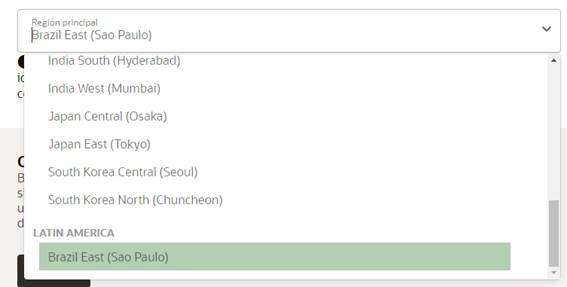 Región principal
Brazil East (Sao Paulo)
India South (Hyderabad)
India West (Mumbai)
Japan Central (Osaka)
Japan East (Tokyo)
South Korea Central (Seoul)
South Korea North (Chuncheon)
LATIN AMERICA
Brazil East (Sao Paulo)